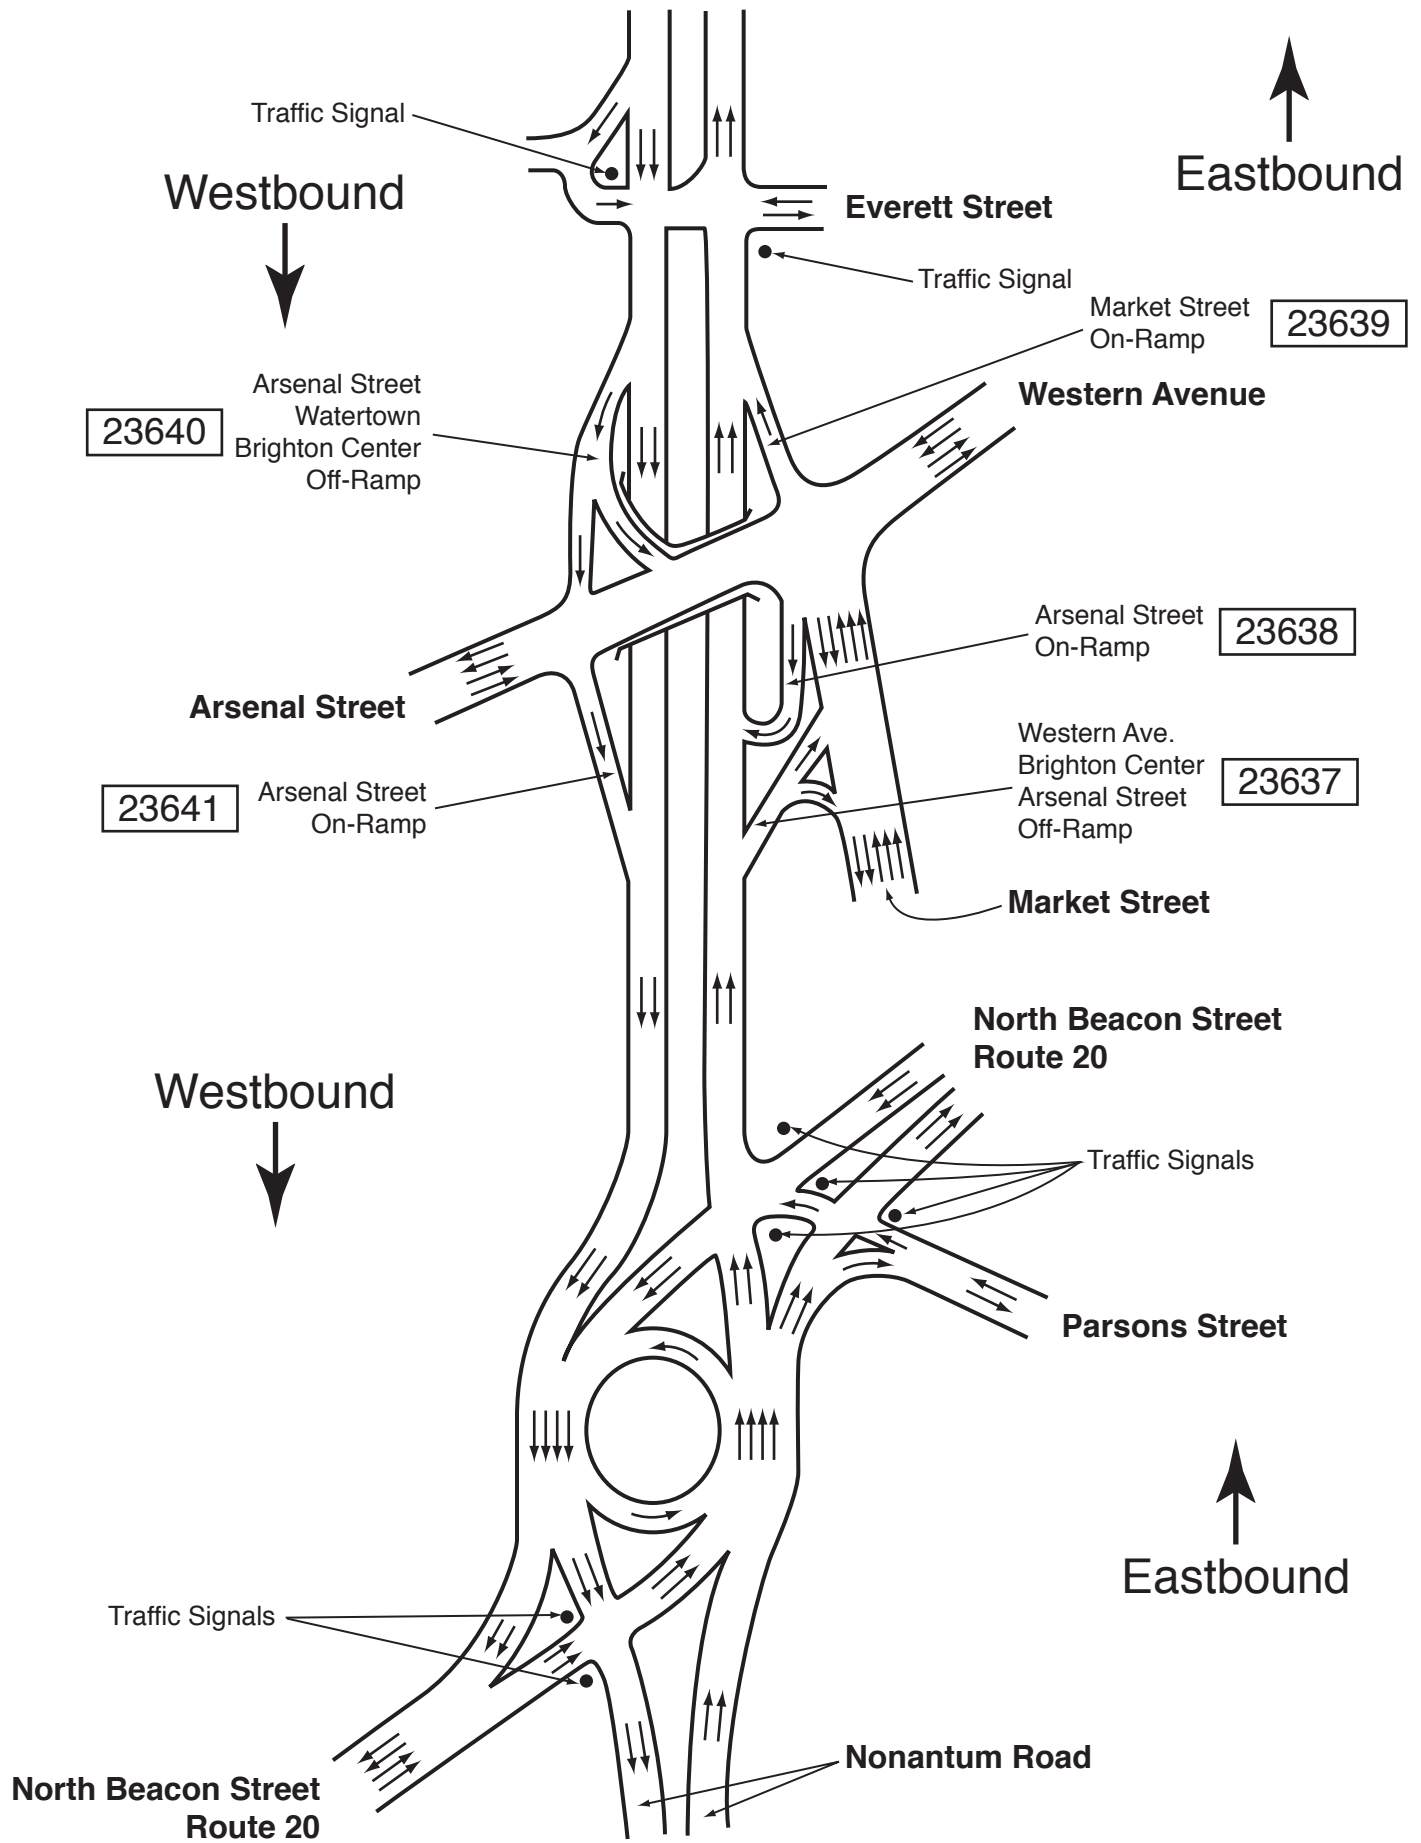 Traffic Signal
Westbound
Eastbound
Everett Street
Traffic Signal
Market Street
On-Ramp
23639
Arsenal Street
Watertown
Brighton Center
Off-Ramp
23640
Western Avenue
Arsenal Street
On-Ramp
23638
Arsenal Street
Western Ave.
Brighton Center
Arsenal Street
Off-Ramp
23637
23641
Arsenal Street
On-Ramp
Market Street
North Beacon Street
Route 20
Westbound
Traffic Signals
Parsons Street
Eastbound
Traffic Signals
Nonantum Road
North Beacon Street
Route 20